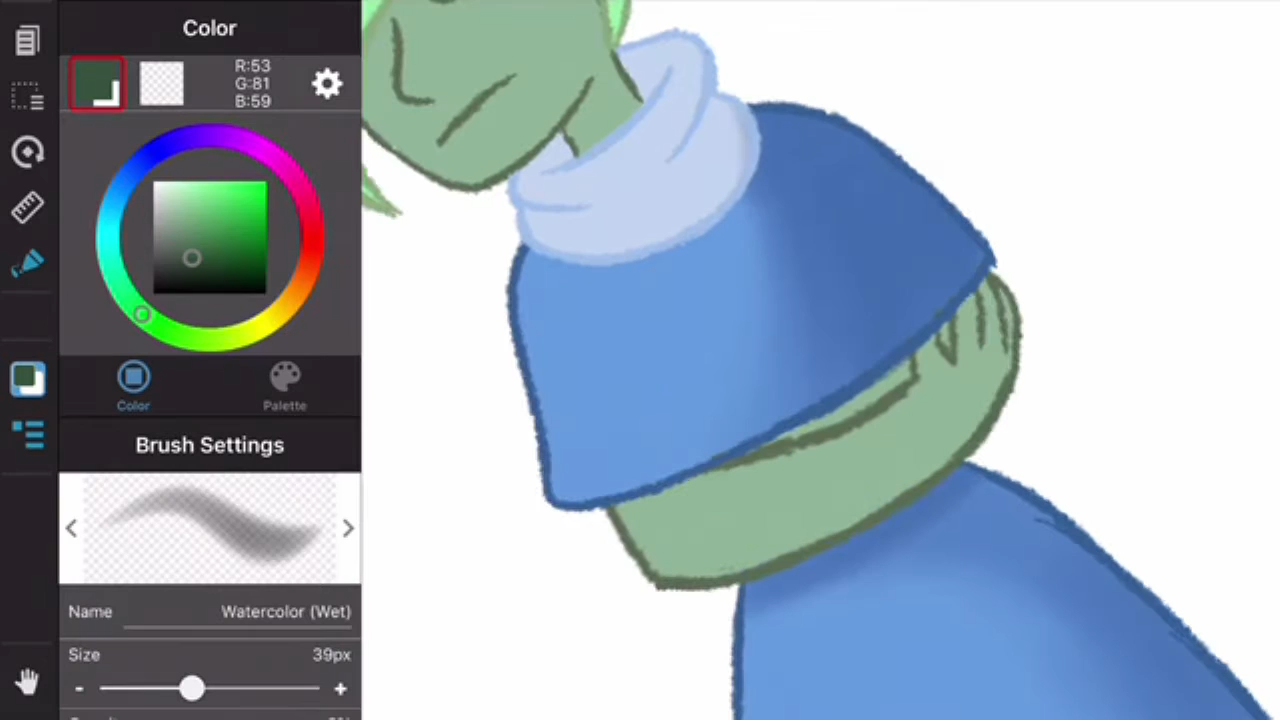 Color
R:53
G:81
B:59
Color
Palette
Brush Settings
Name Watercolor (Wet)
Size 39px
- +